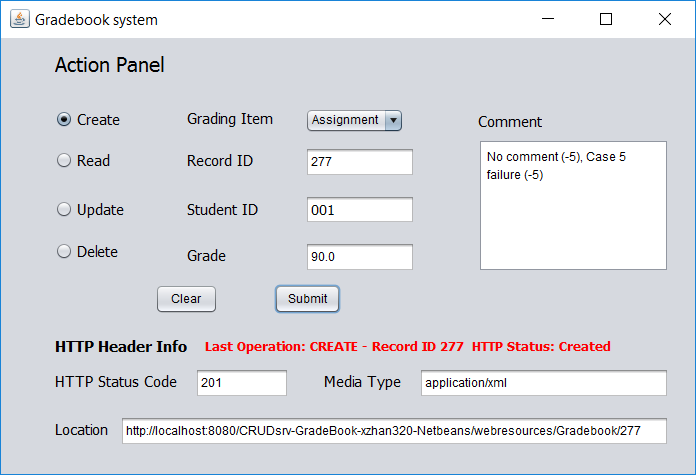 Gradebook system
Action Panel
Create Grading Item Assignment Comment
Read Record ID 277
No comment (-5), Case 5
failure (-5)
Update Student ID 001
Delete Grade 90.0
Clear Submit
HTTP Header Info Last Operation: CREATE - Record ID 277 HTTP Status: Created
HTTP Status Code 201 Media Type application/xml
Location http://localhost:8080/CRUDsrv-GradeBook-xzhan320-Netbeans/webresources/Gradebook/277